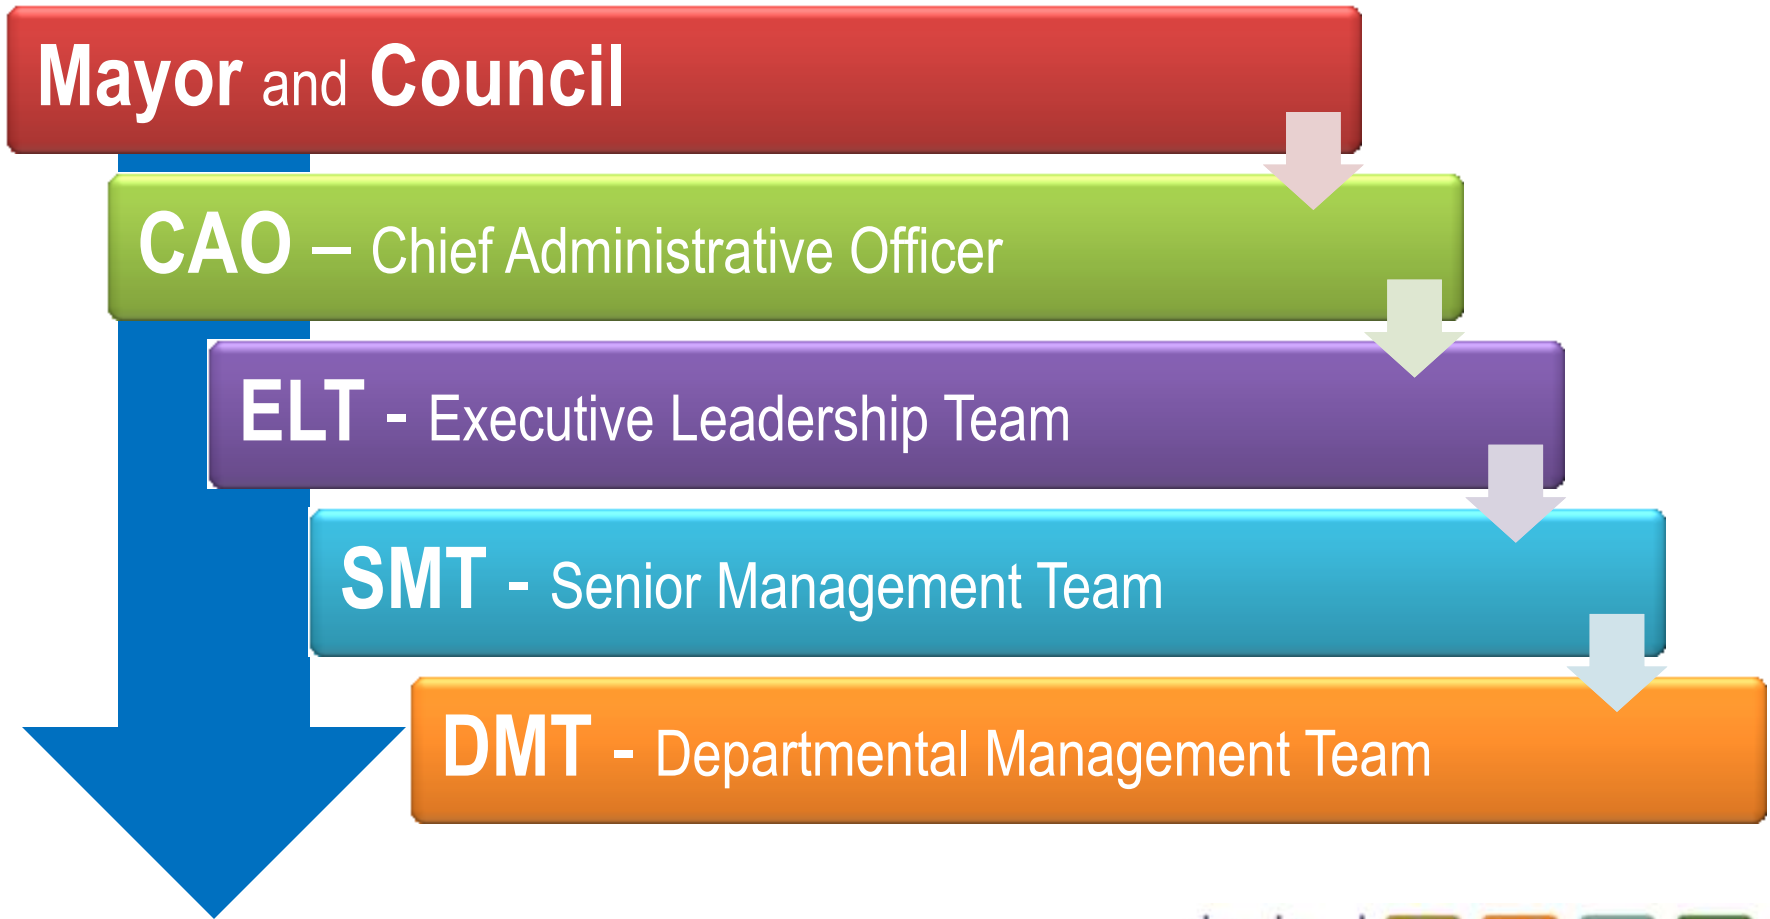 Mayor and Council
CAO – Chief Administrative Officer
ELT - Executive Leadership Team
SMT - Senior Management Team
DMT - Departmental Management Team